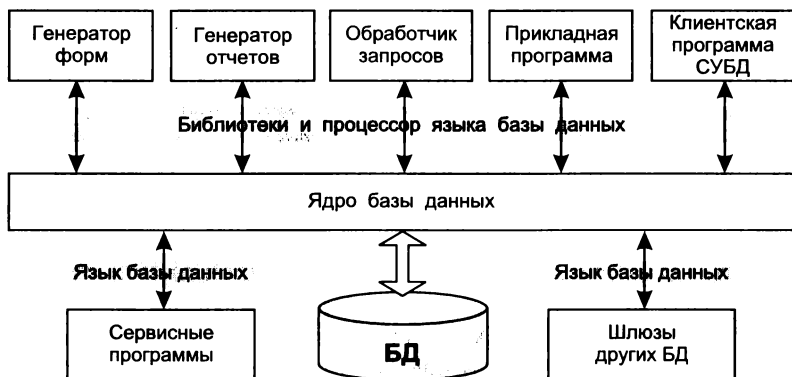 Генератор
форм
Генератор
отчетов
Обработчик
запросов
Прикладная
программа
Клиентская
программа
СУБД
Библиотеки и процессор языка базы данных
Ядро базы данных
Язык базы данных
Язык базы данных
Сервисные
программы
БД
Шлюзы
других БД